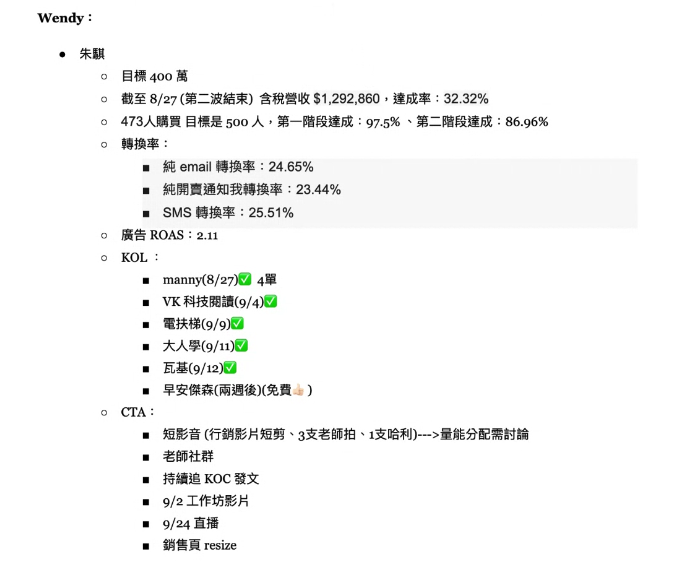 Wendy：
● 朱騏
○ 目標 400 萬
○ 截至 8/27 (第二波結束) 含稅營收 $1,292,860，達成率：32.32%
○ 473人購買 目標是 500 人，第一階段達成：97.5% 、第二階段達成：86.96%
○ 轉換率：
■ 純 email 轉換率：24.65%
■ 純開賣通知我轉換率：23.44%
■ SMS 轉換率：25.51%
○ 廣告 ROAS：2.11
○ KOL ：
■ manny(8/27)✅ 4單
■ VK 科技閱讀(9/4)✅
■ 電扶梯(9/9)✅
■ 大人學(9/11)✅
■ 瓦基(9/12)✅
■ 早安傑森(兩週後)(免費👍🏻)
○ CTA：
■ 短影音 (行銷影片短剪、3支老師拍、1支哈利)--->量能分配需討論
■ 老師社群
■ 持續追 KOC 發文
■ 9/2 工作坊影片
■ 9/24 直播
■ 銷售頁 resize